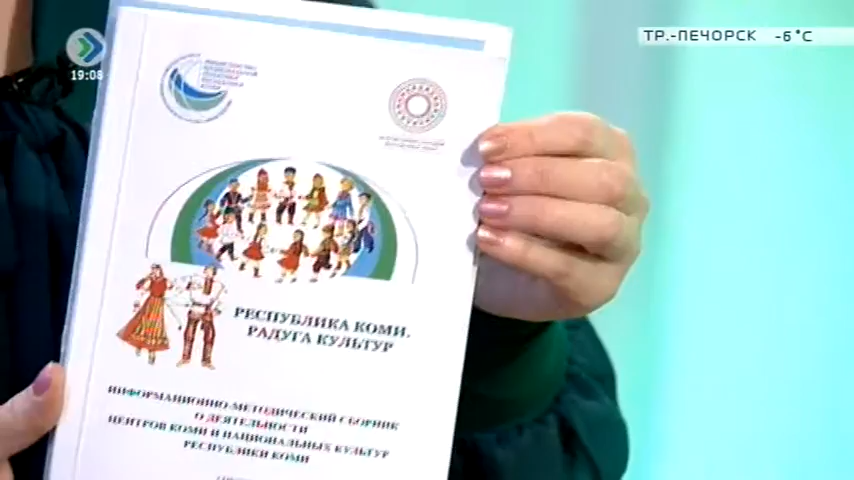 ТР.-ПЕЧОРСК -6°C
19:08
РЕСПУБЛИКА КОМИ.
РАДУГА КУЛЬТУР
ИНФОРМАЦИОННО-МЕТОДИЧЕСКИЙ СБОРНИК
О ДЕЯТЕЛЬНОСТИ
ЦЕНТРОВ КОМИ И НАЦИОНАЛЬНЫХ КУЛЬТУР
РЕСПУБЛИКИ КОМИ